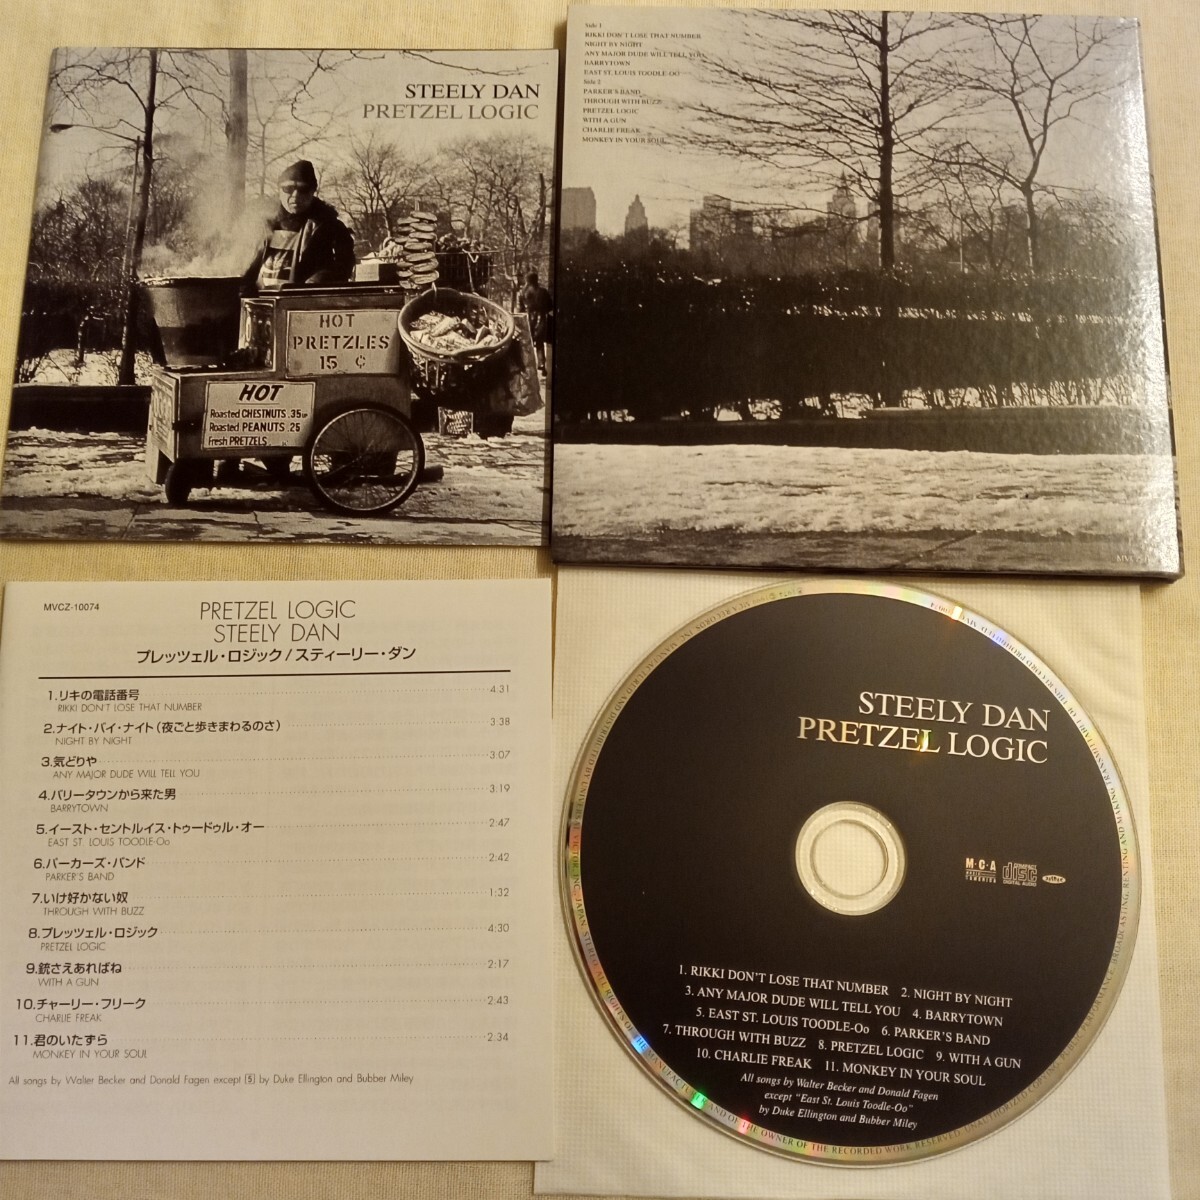 STEELY DAN
PRETZEL LOGIC
HOT
PRETZLES
15 ¢
HOT
Roasted CHESTNUTS .35
Roasted PEANUTS .25
Fresh PRETZELS
Side 1
RIKKI DON'T LOSE THAT NUMBER
NIGHT BY NIGHT
ANY MAJOR DUDE WILL TELL YOU
BARRYTOWN
EAST ST. LOUIS TOODLE-OO
Side 2
PARKER'S BAND
THROUGH WITH BUZZ
PRETZEL LOGIC
WITH A GUN
CHARLIE FREAK
MONKEY IN YOUR SOUL
MVCZ-10074
PRETZEL LOGIC
STEELY DAN
プレッツェル・ロジック/スティーリー・ダン
1.リキの電話番号 4:31
RIKKI DON'T LOSE THAT NUMBER
2.ナイト・バイ・ナイト(夜ごと歩きまわるのさ) 3:38
NIGHT BY NIGHT
3.気どりや 3:07
ANY MAJOR DUDE WILL TELL YOU
4.バリータウンから来た男 3:19
BARRYTOWN
5.イースト・セントルイス・トゥードゥル・オー 2:47
EAST ST. LOUIS TOODLE-Oo
6.パーカーズ・バンド 2:42
PARKER'S BAND
7.いけ好かない奴 1:32
THROUGH WITH BUZZ
8.プレッツェル・ロジック 4:30
PRETZEL LOGIC
9.銃さえあればね 2:17
WITH A GUN
10.チャーリー・フリーク 2:43
CHARLIE FREAK
11.君のいたずら 2:34
MONKEY IN YOUR SOUL
All songs by Walter Becker and Donald Fagen except [5] by Duke Ellington and Bubber Miley
STEELY DAN
PRETZEL LOGIC
M·C·A
COMPACT
disc
DIGITAL AUDIO
1. RIKKI DON'T LOSE THAT NUMBER 2. NIGHT BY NIGHT
3. ANY MAJOR DUDE WILL TELL YOU 4. BARRYTOWN
5. EAST ST. LOUIS TOODLE-Oo 6. PARKER'S BAND
7. THROUGH WITH BUZZ 8. PRETZEL LOGIC 9. WITH A GUN
10. CHARLIE FREAK 11. MONKEY IN YOUR SOUL
All songs by Walter Becker and Donald Fagen
except "East St. Louis Toodle-Oo"
by Duke Ellington and Bubber Miley